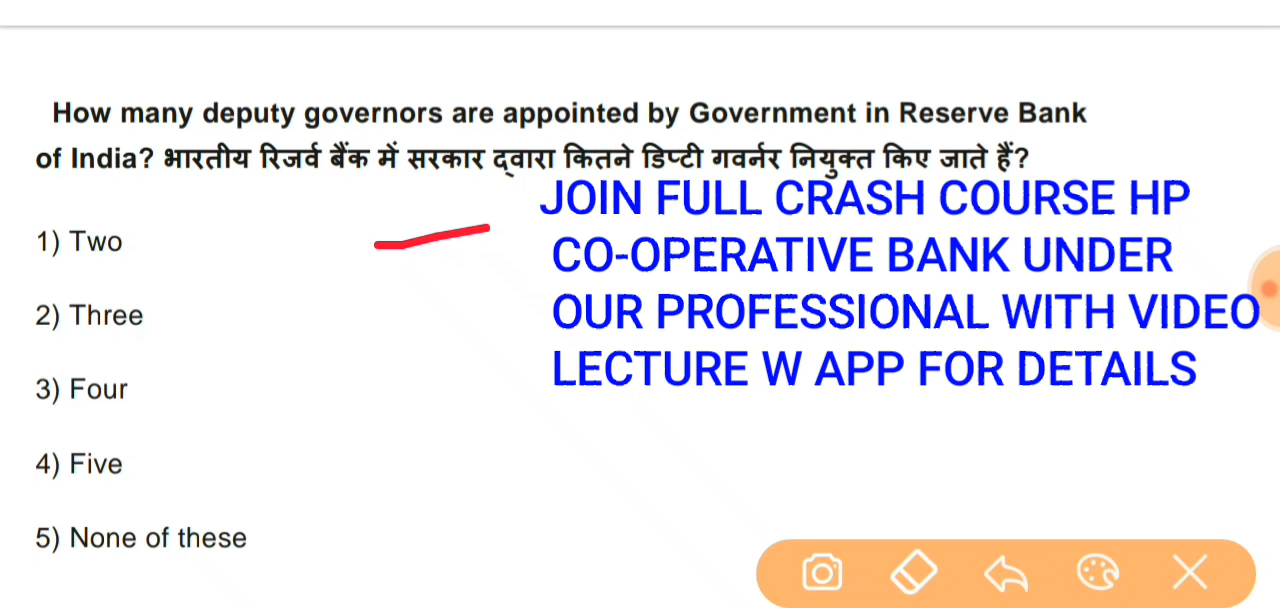 How many deputy governors are appointed by Government in Reserve Bank
of India? भारतीय रिजर्व बैंक में सरकार द्वारा कितने डिप्टी गवर्नर नियुक्त किए जाते हैं?
JOIN FULL CRASH COURSE HP
1) Two
CO-OPERATIVE BANK UNDER
2) Three
OUR PROFESSIONAL WITH VIDEO
LECTURE W APP FOR DETAILS
3) Four
4) Five
5) None of these